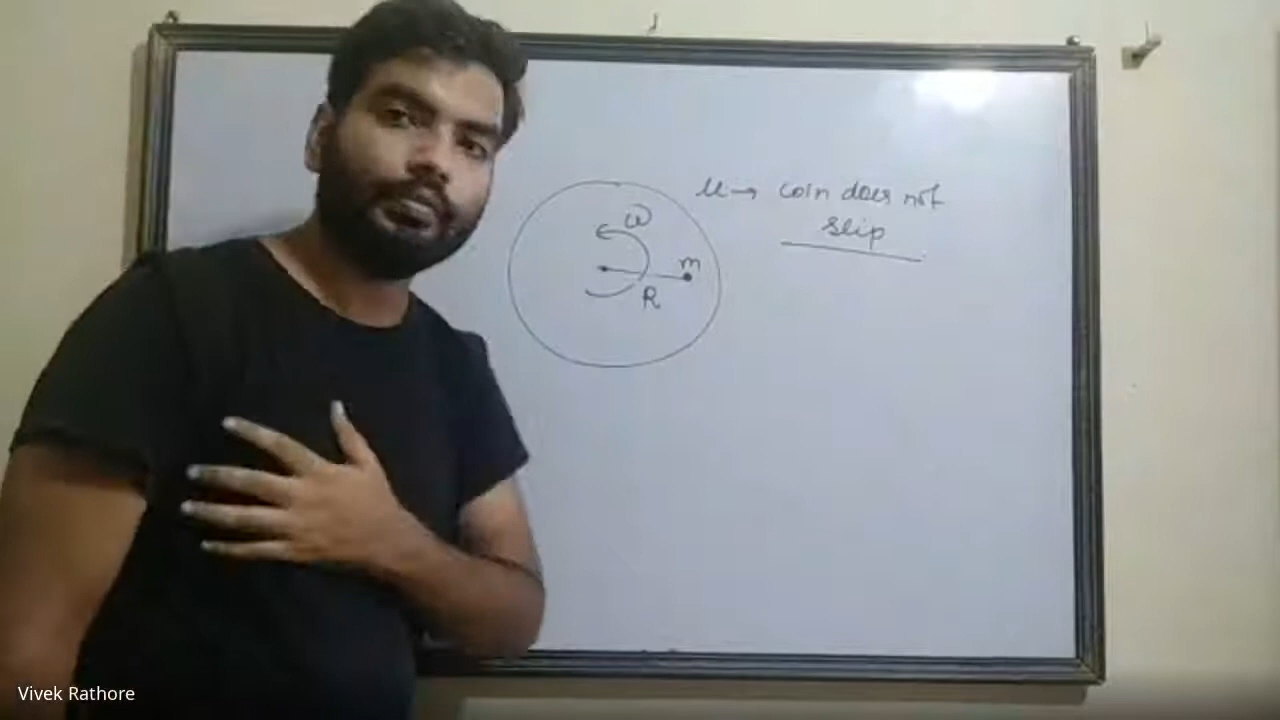 μ → coin does not
slip
ω
m
R
Vivek Rathore